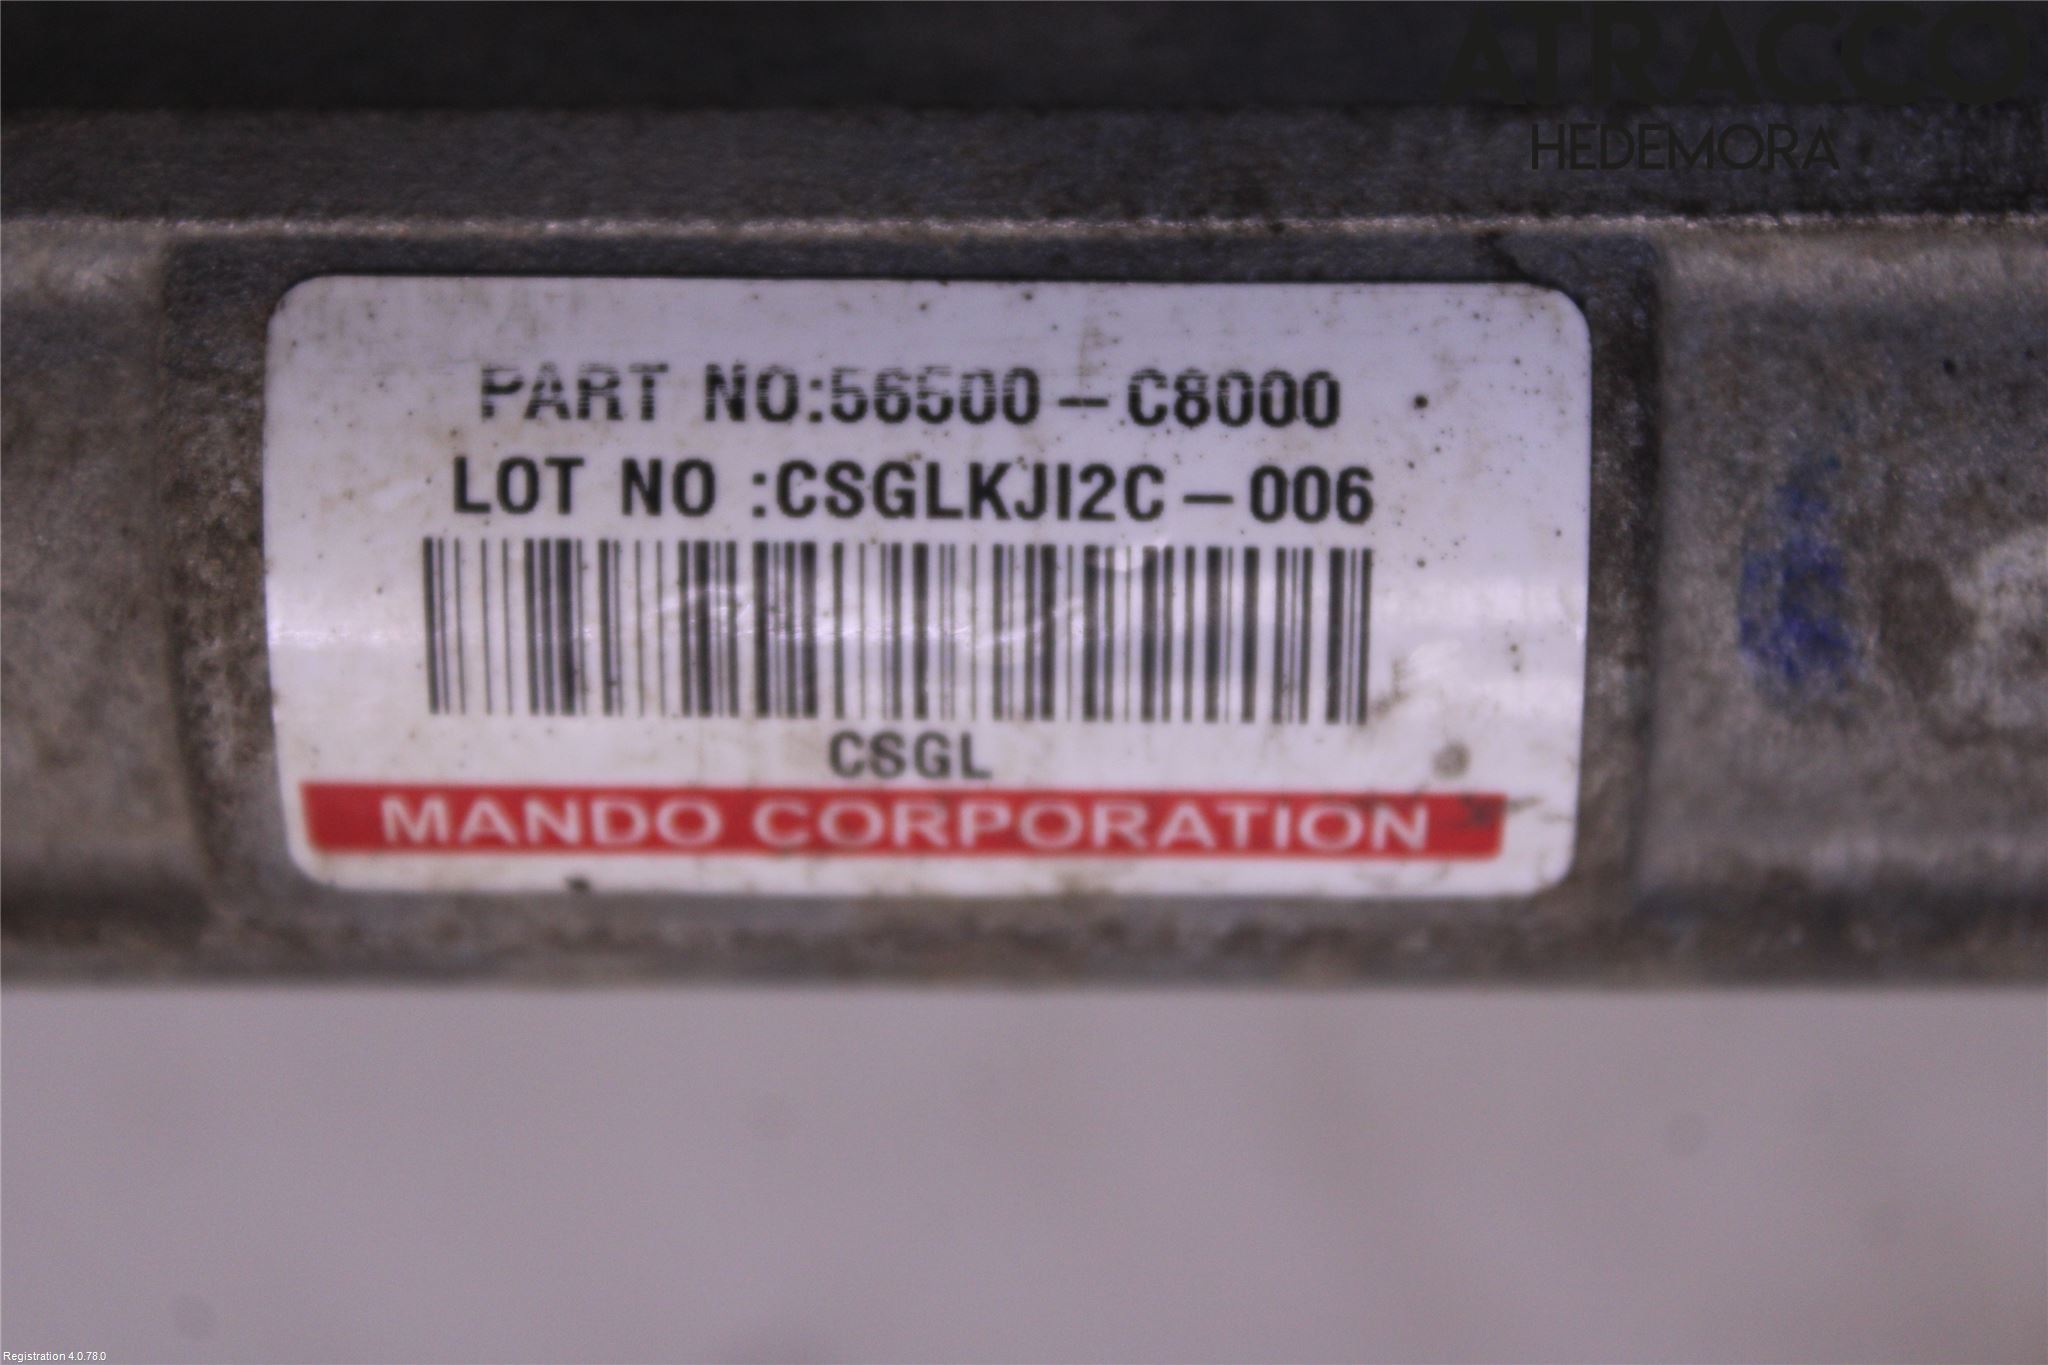 ATRACCO
HEDEMORA
PART NO:56500-C8000
LOT NO :CSGLKJI2C-006
CSGL
MANDO CORPORATION
Registration 4.0.78.0